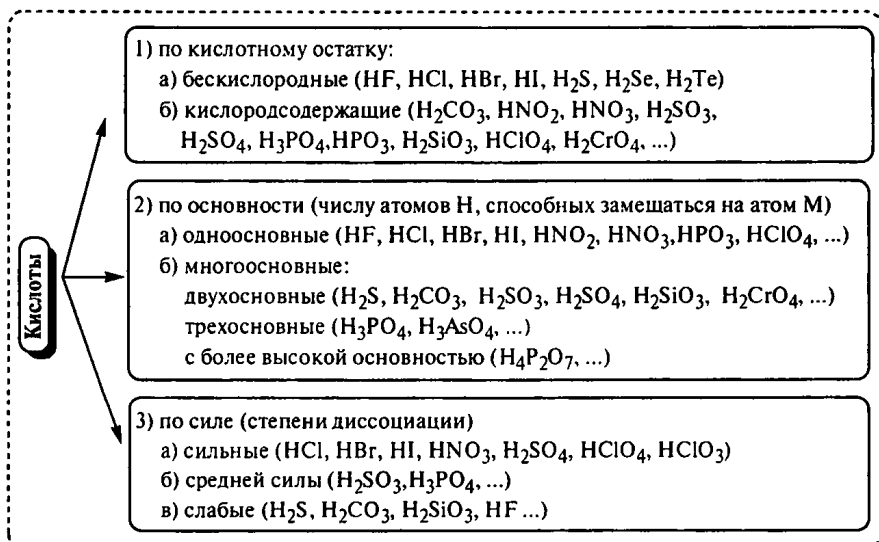 Кислоты
1) по кислотному остатку:
а) бескислородные (HF, HCl, HBr, HI, H₂S, H₂Se, H₂Te)
б) кислородсодержащие (H₂CO₃, HNO₂, HNO₃, H₂SO₃,
H₂SO₄, H₃PO₄,HPO₃, H₂SiO₃, HClO₄, H₂CrO₄, ...)
2) по основности (числу атомов H, способных замещаться на атом M)
а) одноосновные (HF, HCl, HBr, HI, HNO₂, HNO₃,HPO₃, HClO₄, ...)
б) многоосновные:
двухосновные (H₂S, H₂CO₃, H₂SO₃, H₂SO₄, H₂SiO₃, H₂CrO₄, ...)
трехосновные (H₃PO₄, H₃AsO₄, ...)
с более высокой основностью (H₄P₂O₇, ...)
3) по силе (степени диссоциации)
а) сильные (HCl, HBr, HI, HNO₃, H₂SO₄, HClO₄, HClO₃)
б) средней силы (H₂SO₃,H₃PO₄, ...)
в) слабые (H₂S, H₂CO₃, H₂SiO₃, HF ...)